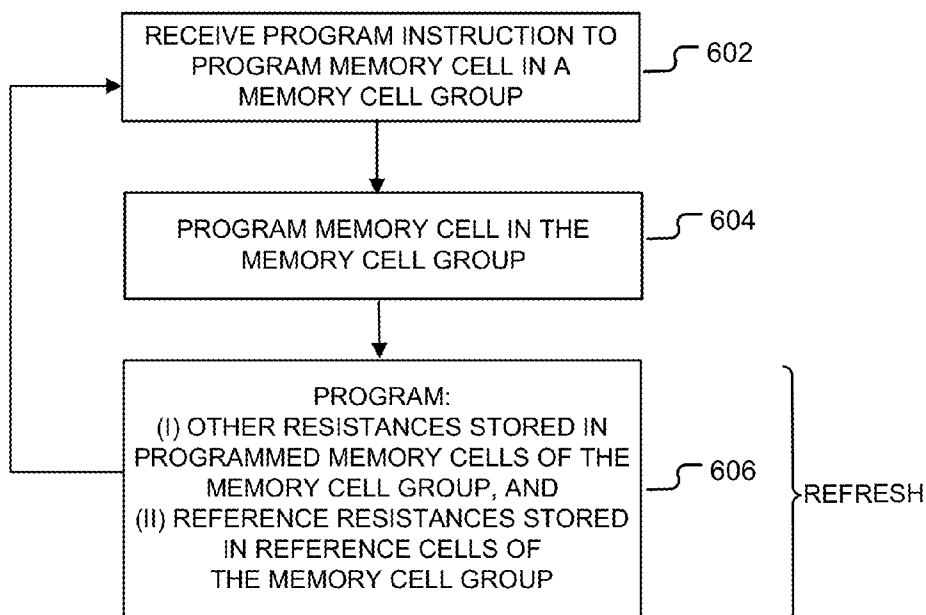 RECEIVE PROGRAM INSTRUCTION TO
PROGRAM MEMORY CELL IN A
MEMORY CELL GROUP
602
PROGRAM MEMORY CELL IN THE
MEMORY CELL GROUP
604
PROGRAM:
(I) OTHER RESISTANCES STORED IN
PROGRAMMED MEMORY CELLS OF THE
MEMORY CELL GROUP, AND
(II) REFERENCE RESISTANCES STORED
IN REFERENCE CELLS OF
THE MEMORY CELL GROUP
606
REFRESH